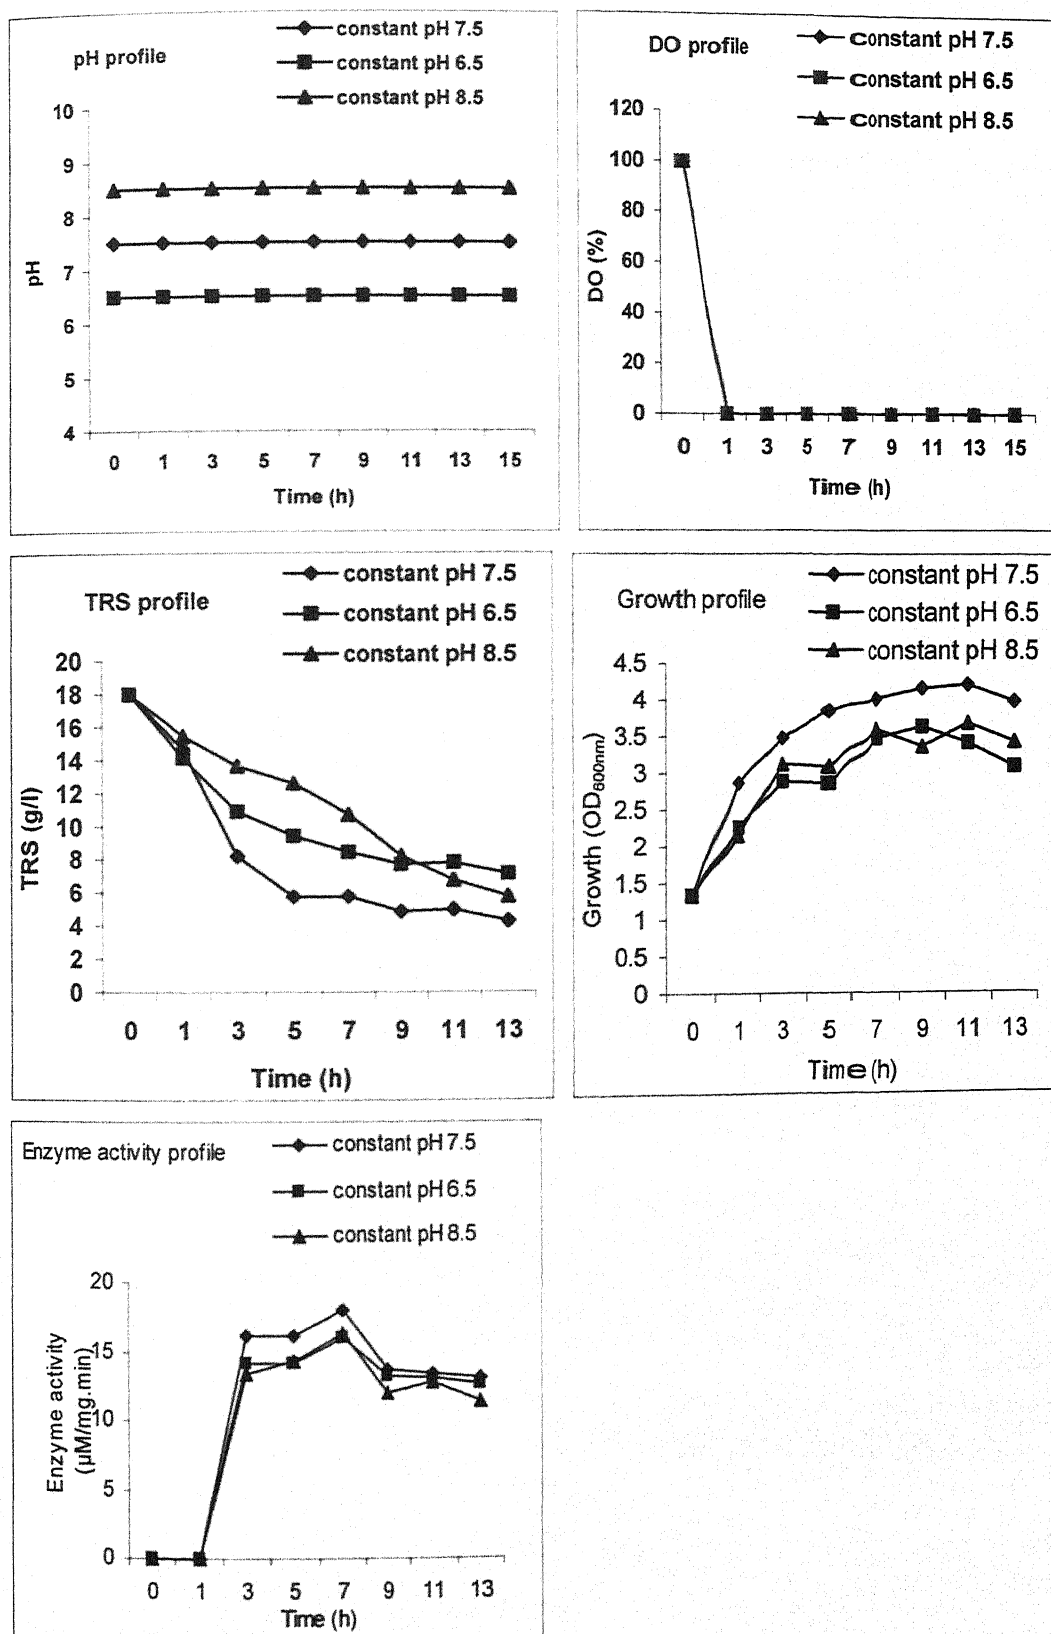 pH profile
constant pH 7.5
constant pH 6.5
constant pH 8.5
10
9
8
7
6
5
4
pH
0 1 3 5 7 9 11 13 15
Time (h)
DO profile
constant pH 7.5
constant pH 6.5
constant pH 8.5
120
100
80
60
40
20
0
DO (%)
0 1 3 5 7 9 11 13 15
Time (h)
TRS profile
constant pH 7.5
constant pH 6.5
constant pH 8.5
20
18
16
14
12
10
8
6
4
2
0
TRS (g/l)
0 1 3 5 7 9 11 13
Time (h)
Growth profile
constant pH 7.5
constant pH 6.5
constant pH 8.5
4.5
4
3.5
3
2.5
2
1.5
1
0.5
0
Growth (OD600nm)
0 1 3 5 7 9 11 13
Time (h)
Enzyme activity profile
constant pH 7.5
constant pH 6.5
constant pH 8.5
20
15
10
5
0
Enzyme activity
(µM/mg.min)
0 1 3 5 7 9 11 13
Time (h)